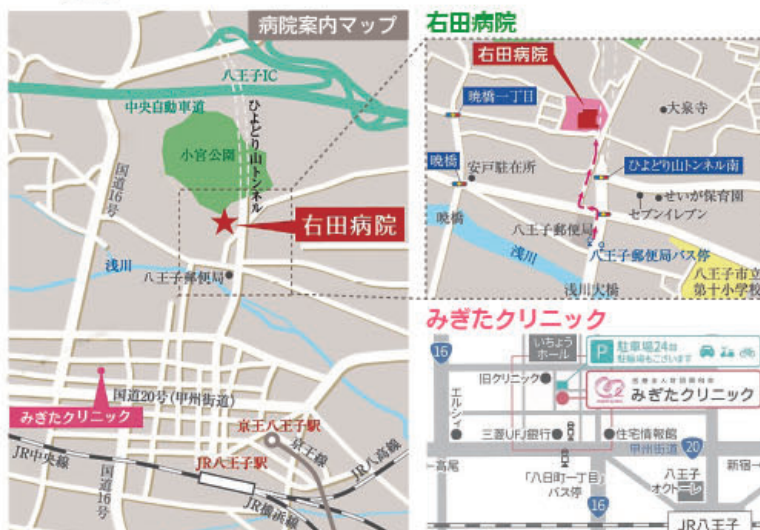 病院案内マップ
八王子IC
中央自動車道
ひよどり山トンネル
小宮公園
国道16号
右田病院
浅川
八王子郵便局
国道20号(甲州街道)
みぎたクリニック
京王八王子駅
京王線
JR八高線
JR中央線
JR八王子駅
国道16号
JR横浜線
右田病院
右田病院
暁橋一丁目
大泉寺
暁橋
安戸駐在所
ひよどり山トンネル南
せいが保育園
セブンイレブン
暁橋
八王子郵便局
八王子郵便局バス停
浅川
浅川大橋
八王子市立
第十小学校
みぎたクリニック
16
いちょう
ホール
P 駐車場24台
駐輪場もございます
旧クリニック
みぎたクリニック
エルシィ
三菱UFJ銀行
住宅情報館
甲州街道
20
←高尾
新宿→
「八日町一丁目」
バス停
八王子
オクトーレ
16
JR八王子